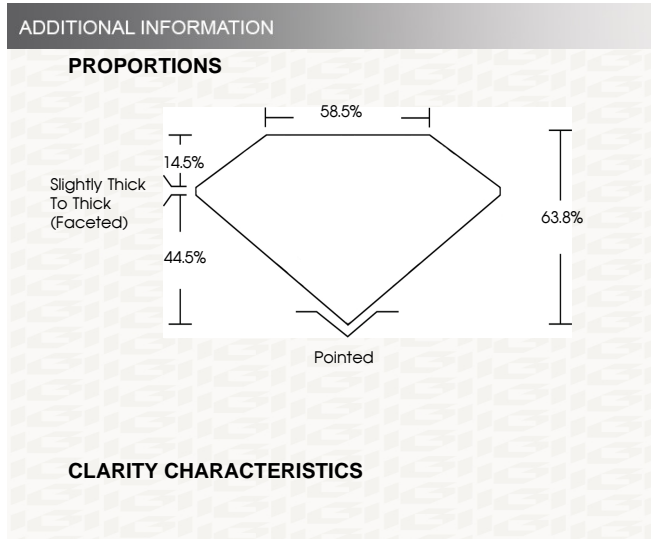 ADDITIONAL INFORMATION
PROPORTIONS
58.5%
14.5%
Slightly Thick
To Thick
(Faceted)
63.8%
44.5%
Pointed
CLARITY CHARACTERISTICS